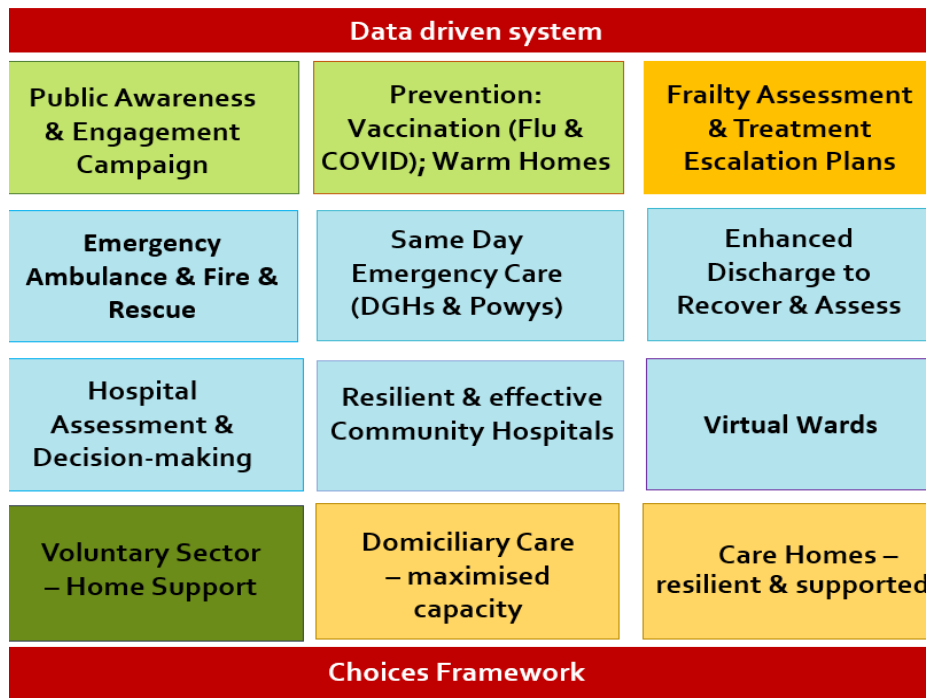 Data driven system
Public Awareness
& Engagement
Campaign
Prevention:
Vaccination (Flu &
COVID); Warm Homes
Frailty Assessment
& Treatment
Escalation Plans
Emergency
Ambulance & Fire &
Rescue
Same Day
Emergency Care
(DGHs & Powys)
Enhanced
Discharge to
Recover & Assess
Hospital
Assessment &
Decision-making
Resilient & effective
Community Hospitals
Virtual Wards
Voluntary Sector
– Home Support
Domiciliary Care
– maximised
capacity
Care Homes –
resilient & supported
Choices Framework